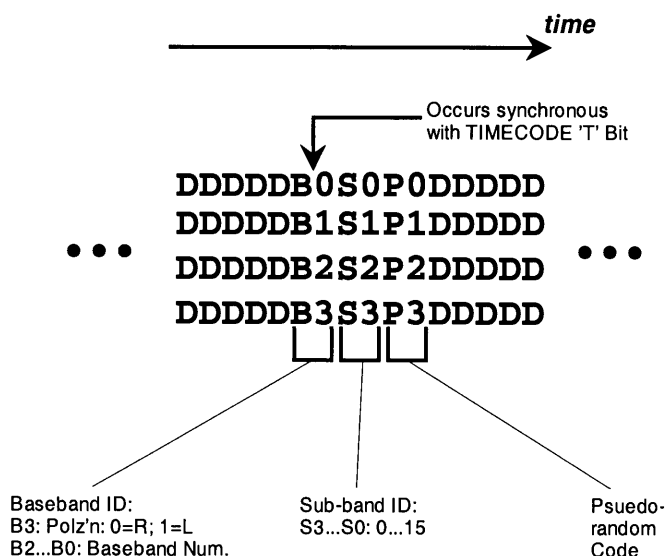 time
Occurs synchronous
with TIMECODE 'T' Bit
DDDDDB0S0P0DDDDD
DDDDDB1S1P1DDDDD
DDDDDB2S2P2DDDDD
DDDDDB3S3P3DDDDD
Baseband ID:
B3: Polz'n: 0=R; 1=L
B2...B0: Baseband Num.
Sub-band ID:
S3...S0: 0...15
Psuedo-
random
Code